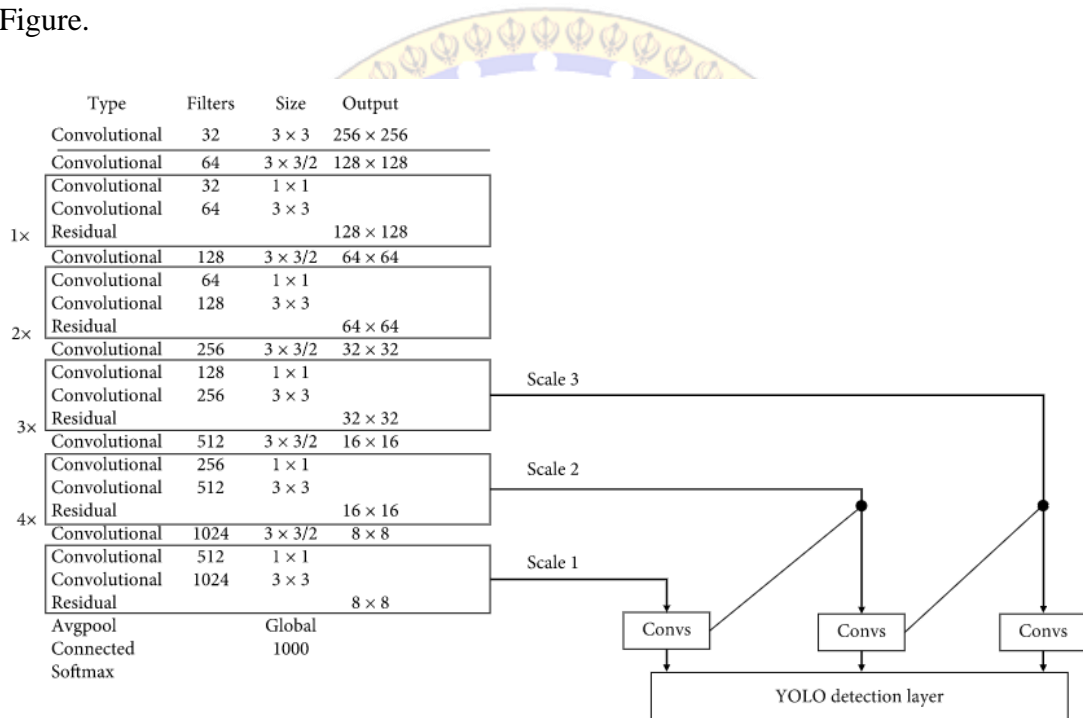 Figure.
Type Filters Size Output
Convolutional 32 3 × 3 256 × 256
Convolutional 64 3 × 3/2 128 × 128
Convolutional 32 1 × 1
Convolutional 64 3 × 3
1× Residual 128 × 128
Convolutional 128 3 × 3/2 64 × 64
Convolutional 64 1 × 1
Convolutional 128 3 × 3
2× Residual 64 × 64
Convolutional 256 3 × 3/2 32 × 32
Convolutional 128 1 × 1
Convolutional 256 3 × 3
3× Residual 32 × 32
Convolutional 512 3 × 3/2 16 × 16
Convolutional 256 1 × 1
Convolutional 512 3 × 3
4× Residual 16 × 16
Convolutional 1024 3 × 3/2 8 × 8
Convolutional 512 1 × 1
Convolutional 1024 3 × 3
Residual 8 × 8
Avgpool Global
Connected 1000
Softmax
Scale 3
Scale 2
Scale 1
Convs Convs Convs
YOLO detection layer